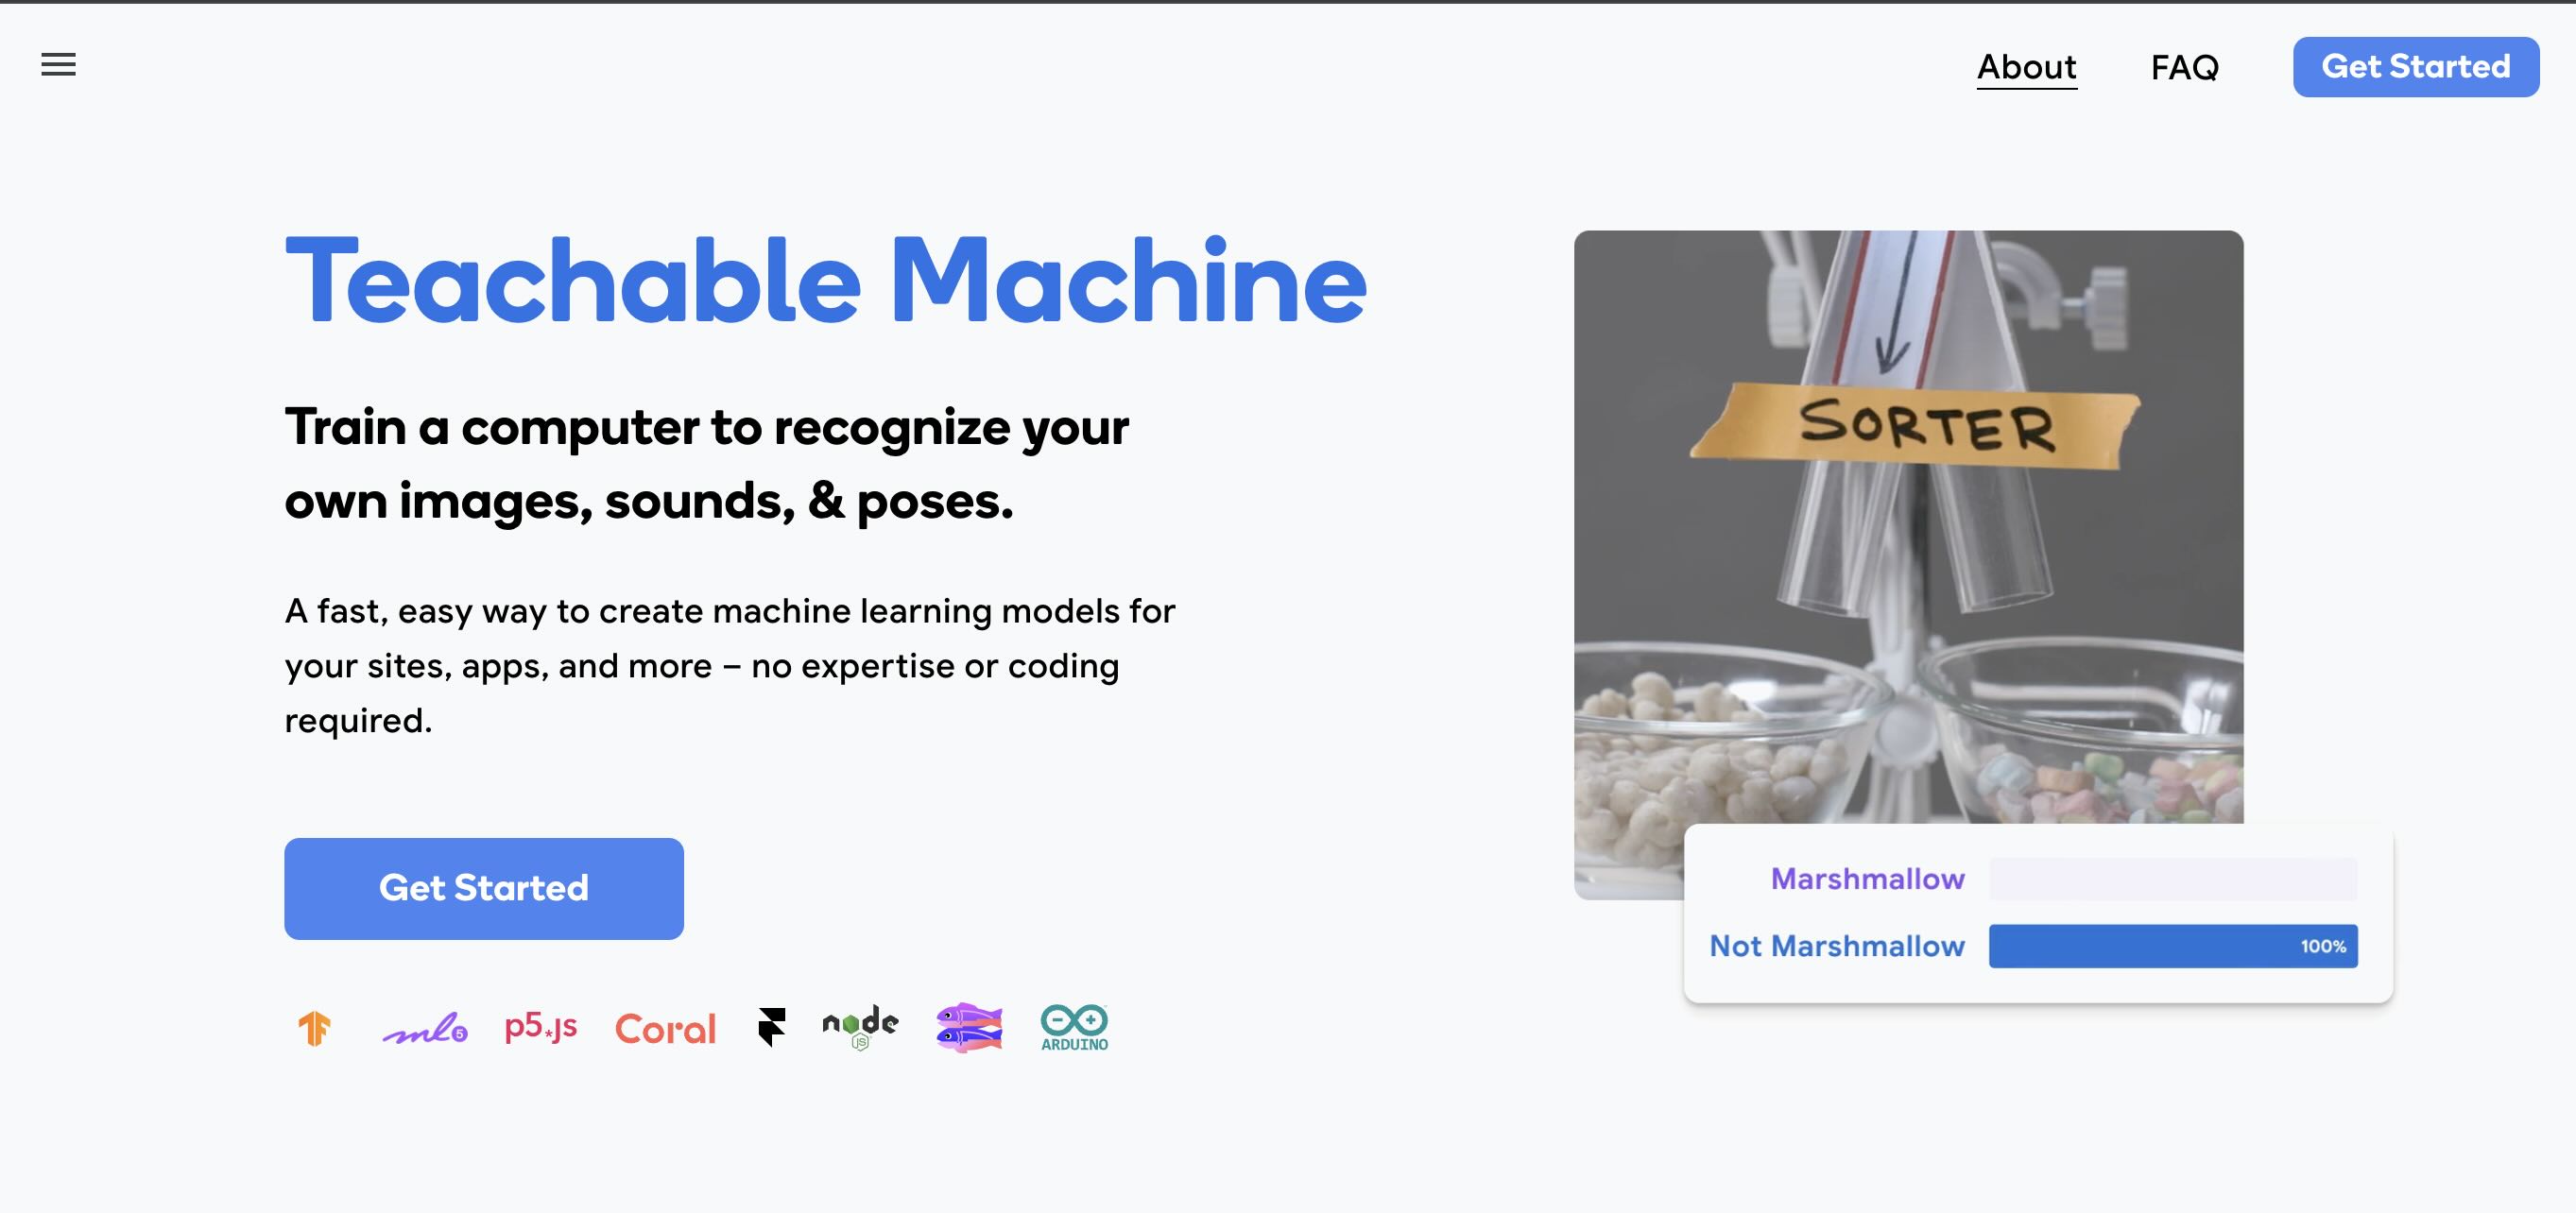 About
FAQ
Get Started
Teachable Machine
Train a computer to recognize your
own images, sounds, & poses.
A fast, easy way to create machine learning models for
your sites, apps, and more – no expertise or coding
required.
Get Started
ml5
p5*js
Coral
node
JS
ARDUINO
SORTER
Marshmallow
Not Marshmallow
100%